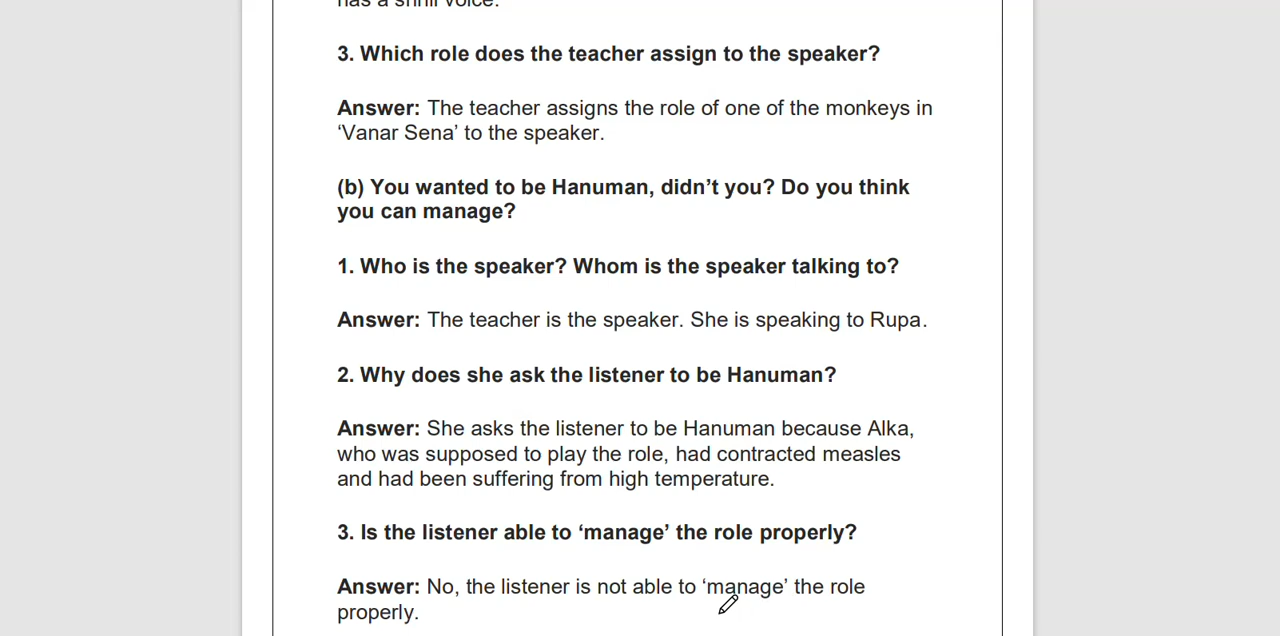 has a shrill voice.
3. Which role does the teacher assign to the speaker?
Answer: The teacher assigns the role of one of the monkeys in
‘Vanar Sena’ to the speaker.
(b) You wanted to be Hanuman, didn’t you? Do you think
you can manage?
1. Who is the speaker? Whom is the speaker talking to?
Answer: The teacher is the speaker. She is speaking to Rupa.
2. Why does she ask the listener to be Hanuman?
Answer: She asks the listener to be Hanuman because Alka,
who was supposed to play the role, had contracted measles
and had been suffering from high temperature.
3. Is the listener able to ‘manage’ the role properly?
Answer: No, the listener is not able to ‘manage’ the role
properly.